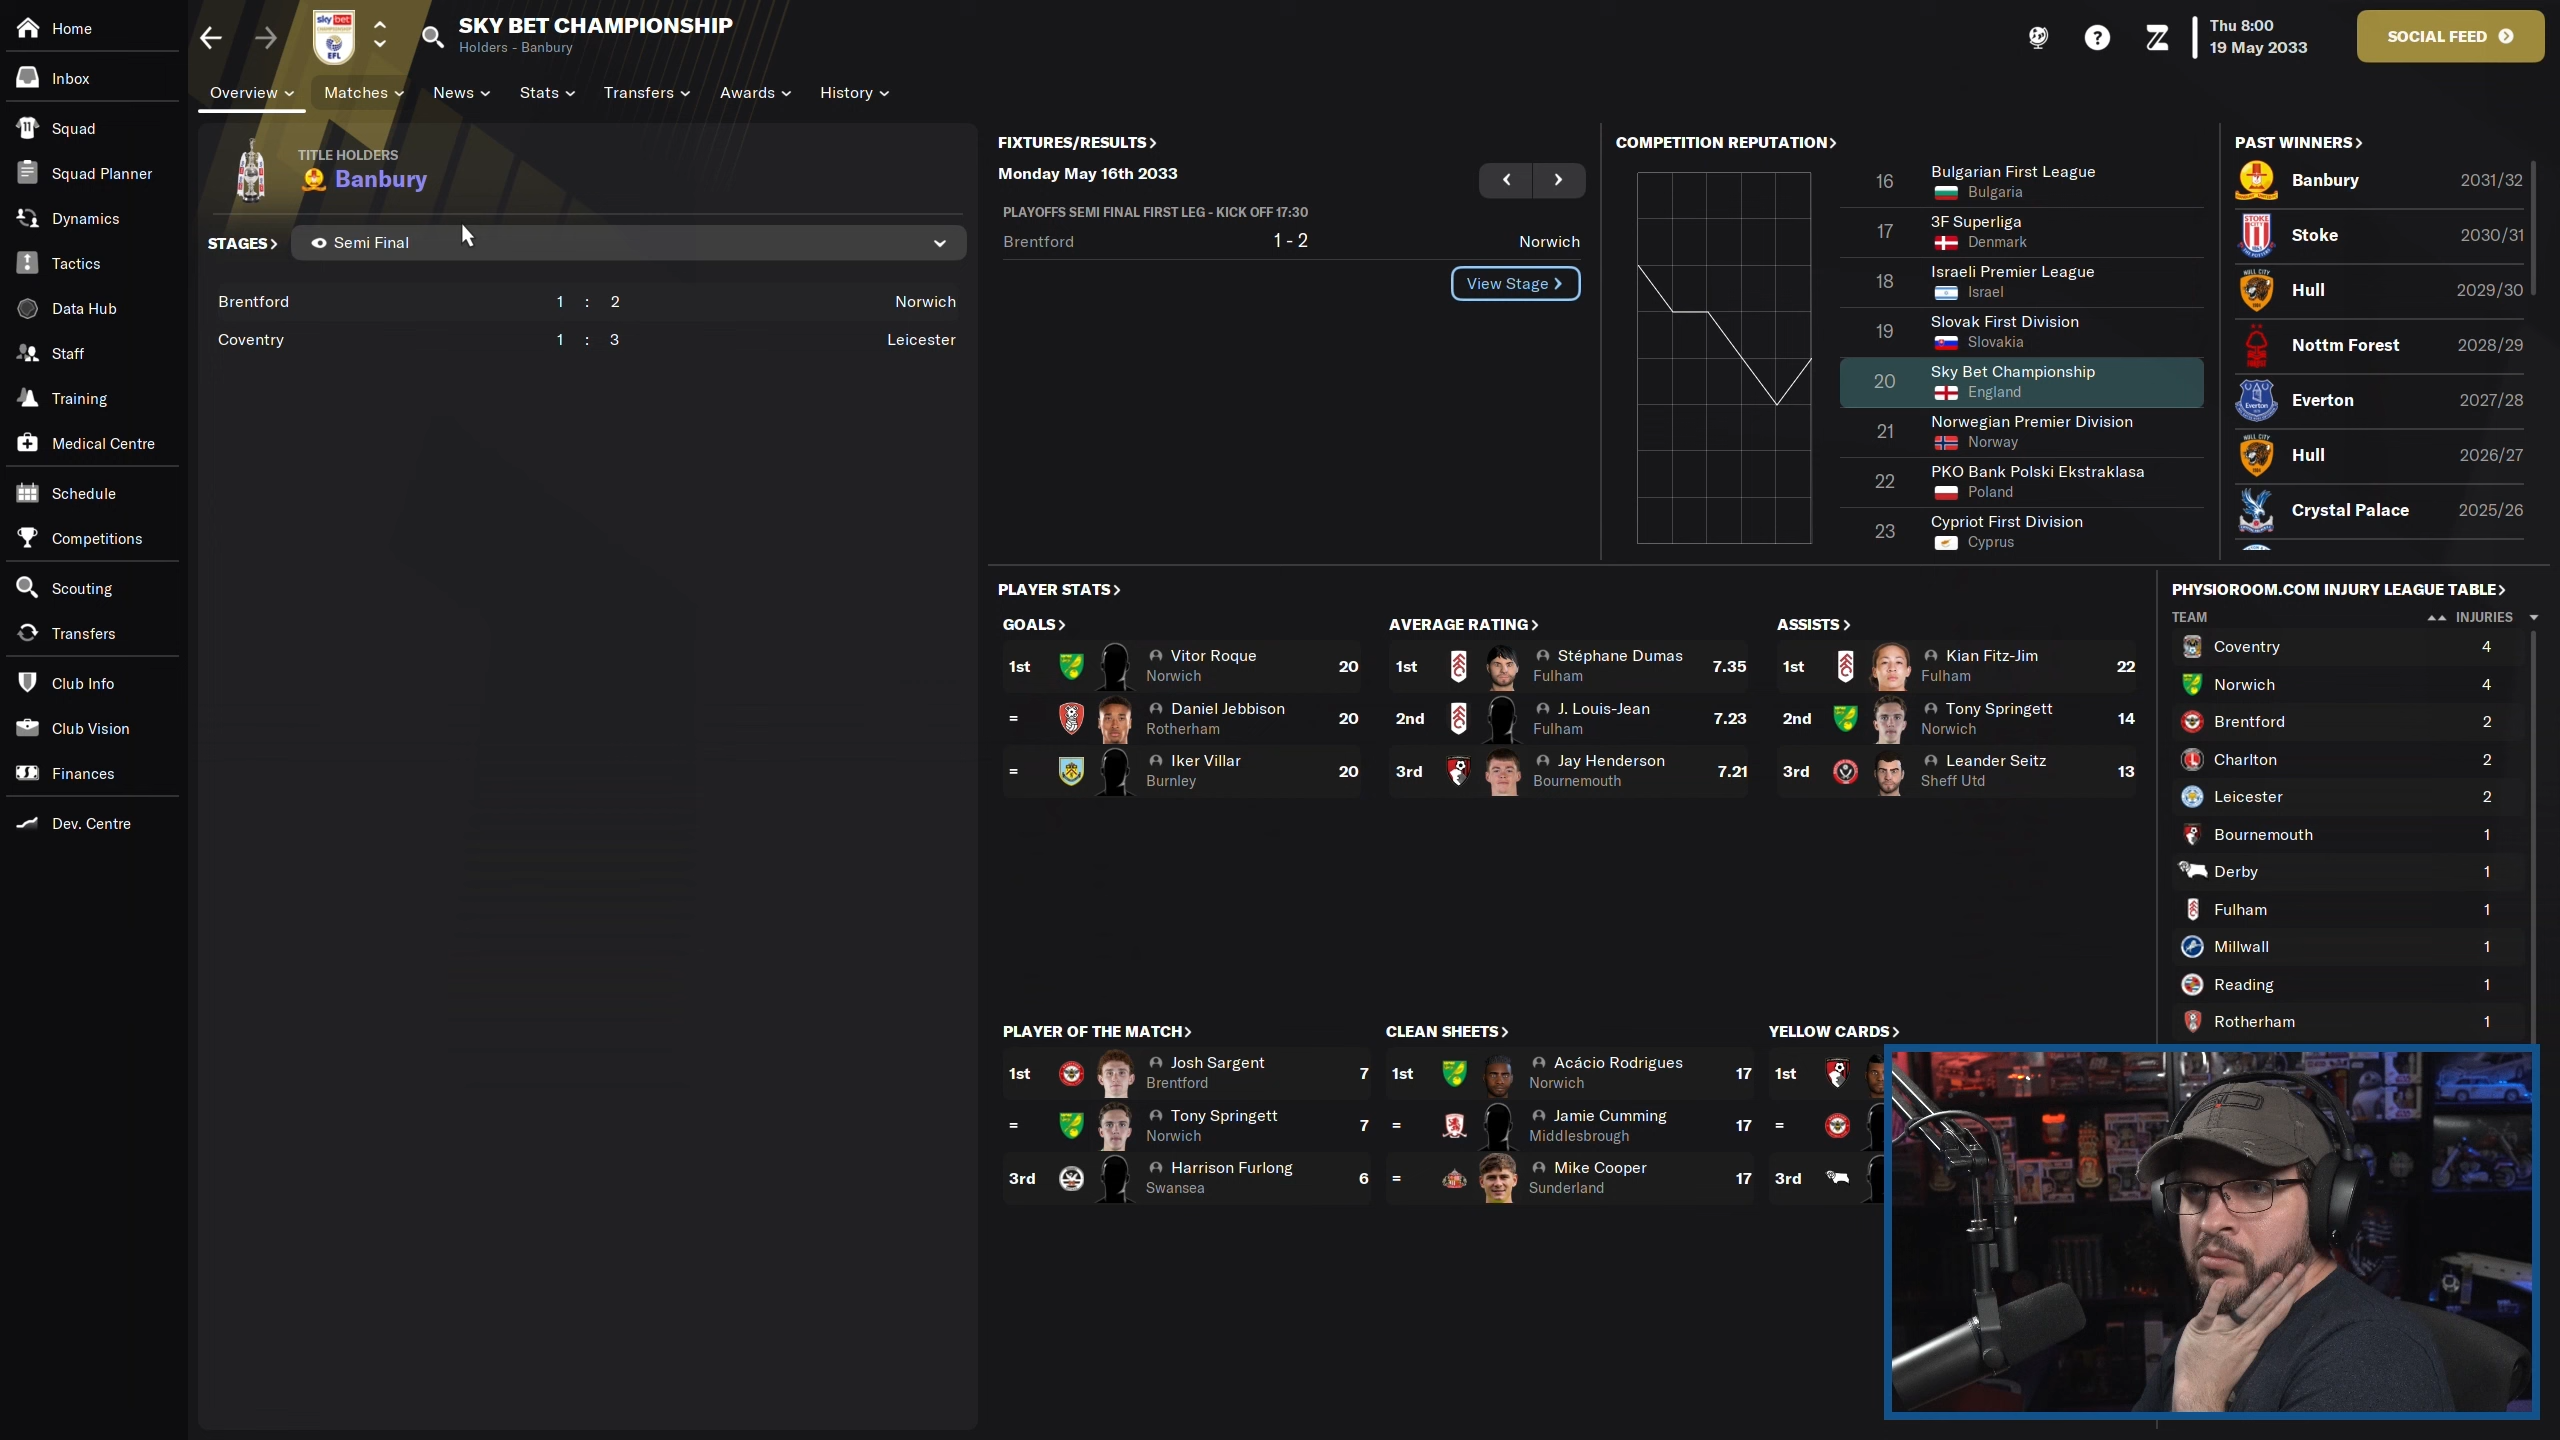 Home
Inbox
Squad
Squad Planner
Dynamics
Tactics
Data Hub
Staff
Training
Medical Centre
Schedule
Competitions
Scouting
Transfers
Club Info
Club Vision
Finances
Dev. Centre
sky bet
EFL
SKY BET CHAMPIONSHIP
Holders - Banbury
Thu 8:00
19 May 2033
SOCIAL FEED
Overview Matches News Stats Transfers Awards History
TITLE HOLDERS
Banbury
STAGES Semi Final
Brentford 1 : 2 Norwich
Coventry 1 : 3 Leicester
FIXTURES/RESULTS
Monday May 16th 2033
PLAYOFFS SEMI FINAL FIRST LEG - KICK OFF 17:30
Brentford 1 - 2 Norwich
View Stage
COMPETITION REPUTATION
16 Bulgarian First League
Bulgaria
17 3F Superliga
Denmark
18 Israeli Premier League
Israel
19 Slovak First Division
Slovakia
20 Sky Bet Championship
England
21 Norwegian Premier Division
Norway
22 PKO Bank Polski Ekstraklasa
Poland
23 Cypriot First Division
Cyprus
PAST WINNERS
Banbury 2031/32
Stoke 2030/31
Hull 2029/30
Nottm Forest 2028/29
Everton 2027/28
Hull 2026/27
Crystal Palace 2025/26
PLAYER STATS
GOALS
1st Vitor Roque 20
Norwich
= Daniel Jebbison 20
Rotherham
= Iker Villar 20
Burnley
AVERAGE RATING
1st Stéphane Dumas 7.35
Fulham
2nd J. Louis-Jean 7.23
Fulham
3rd Jay Henderson 7.21
Bournemouth
ASSISTS
1st Kian Fitz-Jim 22
Fulham
2nd Tony Springett 14
Norwich
3rd Leander Seitz 13
Sheff Utd
PHYSIOROOM.COM INJURY LEAGUE TABLE
TEAM INJURIES
Coventry 4
Norwich 4
Brentford 2
Charlton 2
Leicester 2
Bournemouth 1
Derby 1
Fulham 1
Millwall 1
Reading 1
Rotherham 1
PLAYER OF THE MATCH
1st Josh Sargent 7
Brentford
= Tony Springett 7
Norwich
3rd Harrison Furlong 6
Swansea
CLEAN SHEETS
1st Acácio Rodrigues 17
Norwich
= Jamie Cumming 17
Middlesbrough
= Mike Cooper 17
Sunderland
YELLOW CARDS
1st
=
3rd